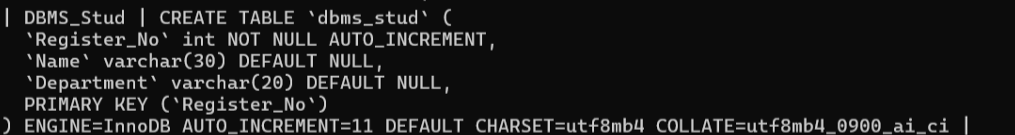 | DBMS_Stud | CREATE TABLE `dbms_stud` (
  `Register_No` int NOT NULL AUTO_INCREMENT,
  `Name` varchar(30) DEFAULT NULL,
  `Department` varchar(20) DEFAULT NULL,
  PRIMARY KEY (`Register_No`)
) ENGINE=InnoDB AUTO_INCREMENT=11 DEFAULT CHARSET=utf8mb4 COLLATE=utf8mb4_0900_ai_ci |